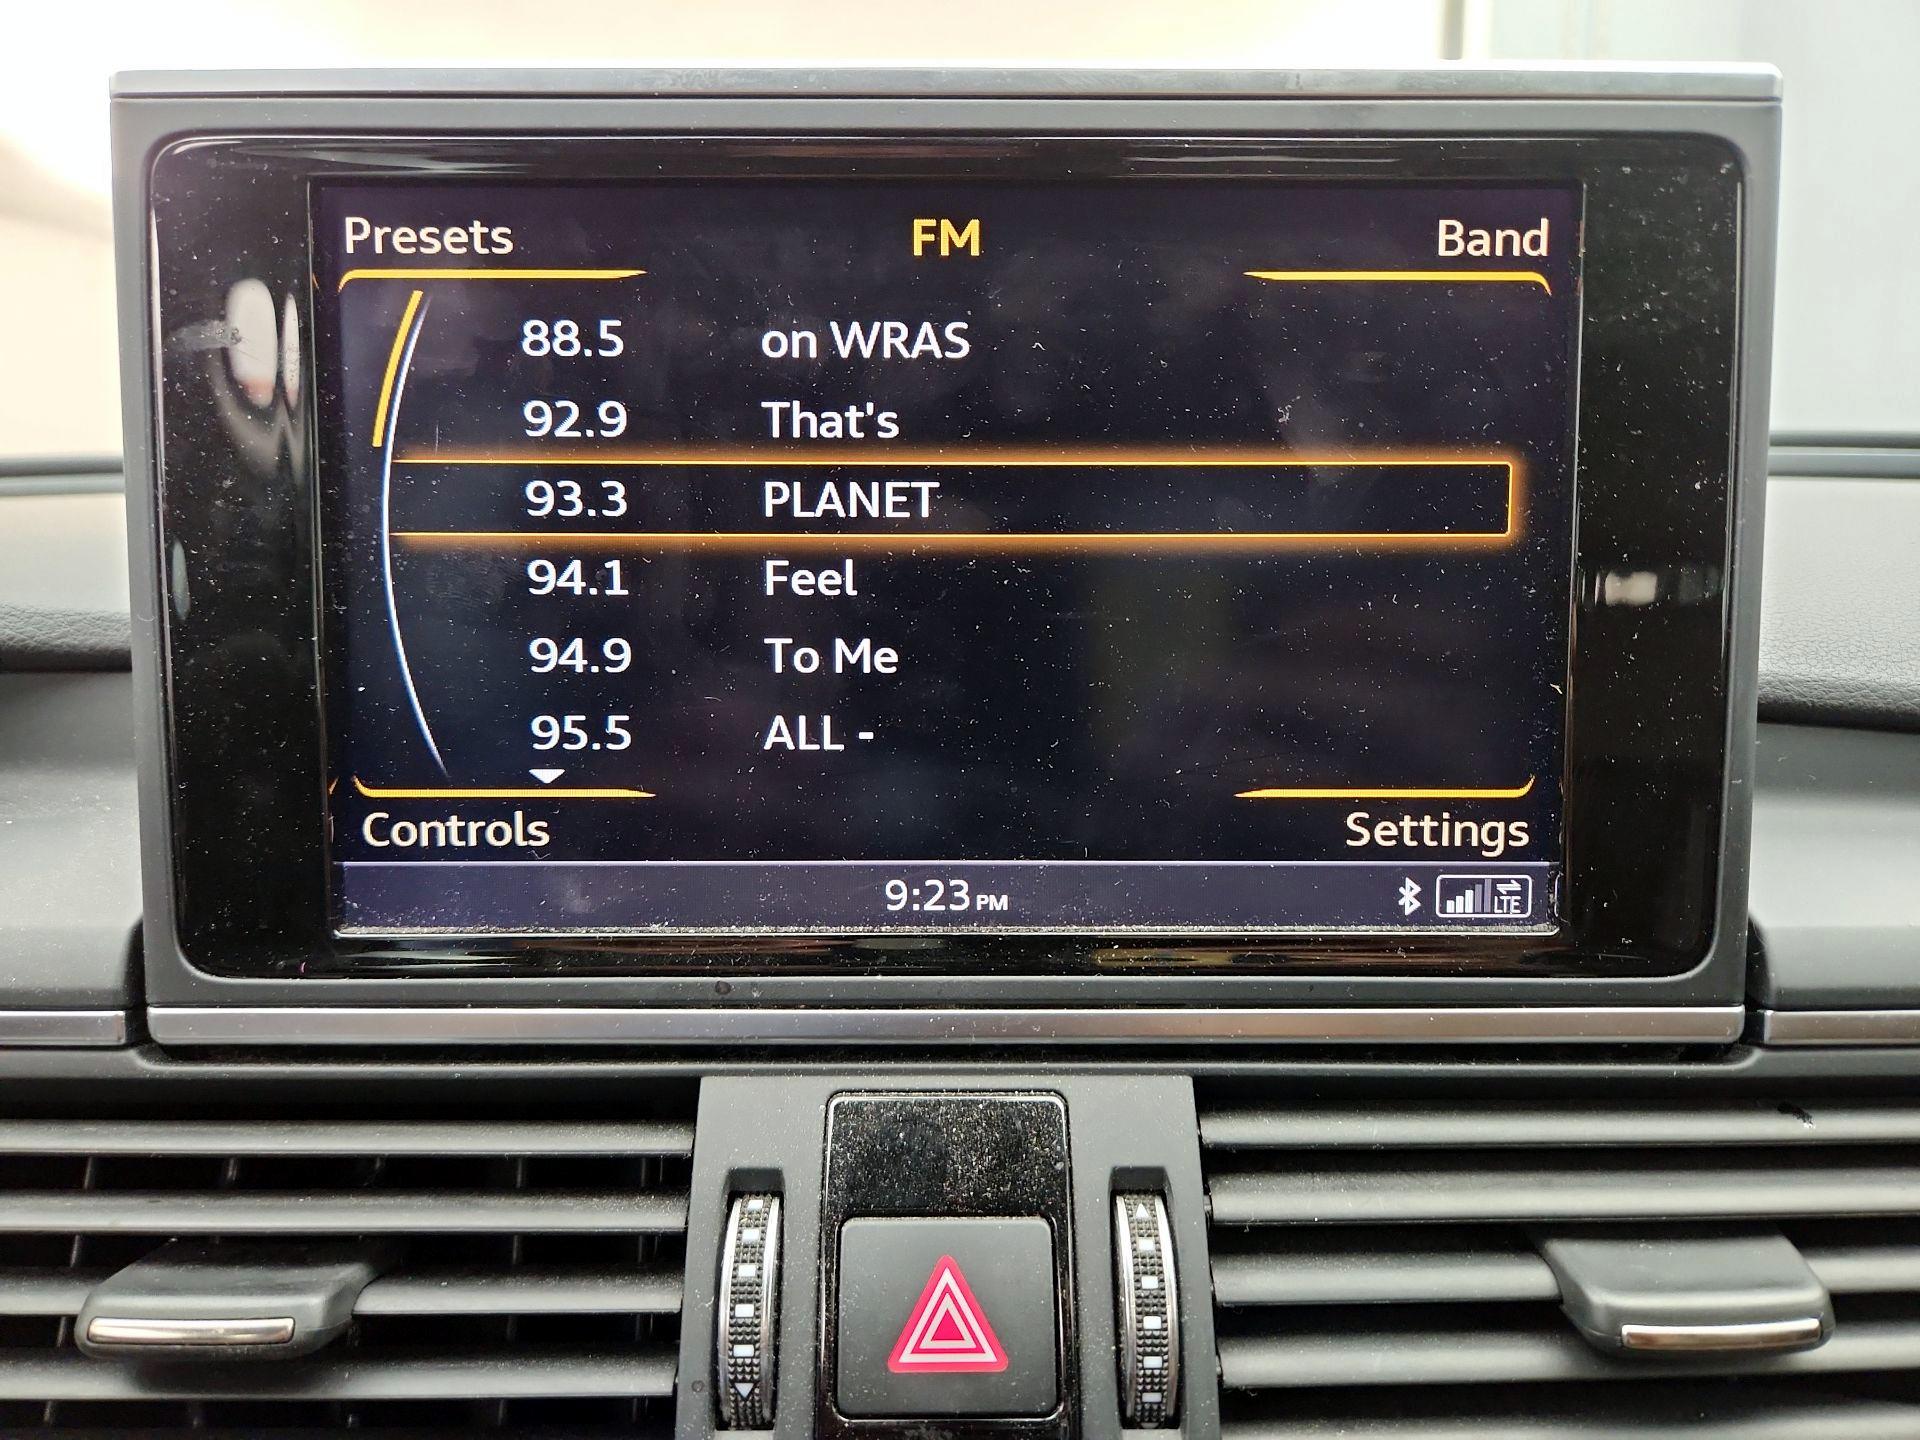 Presets FM Band
88.5 on WRAS
92.9 That's
93.3 PLANET
94.1 Feel
94.9 To Me
95.5 ALL -
Controls Settings
9:23 PM LTE